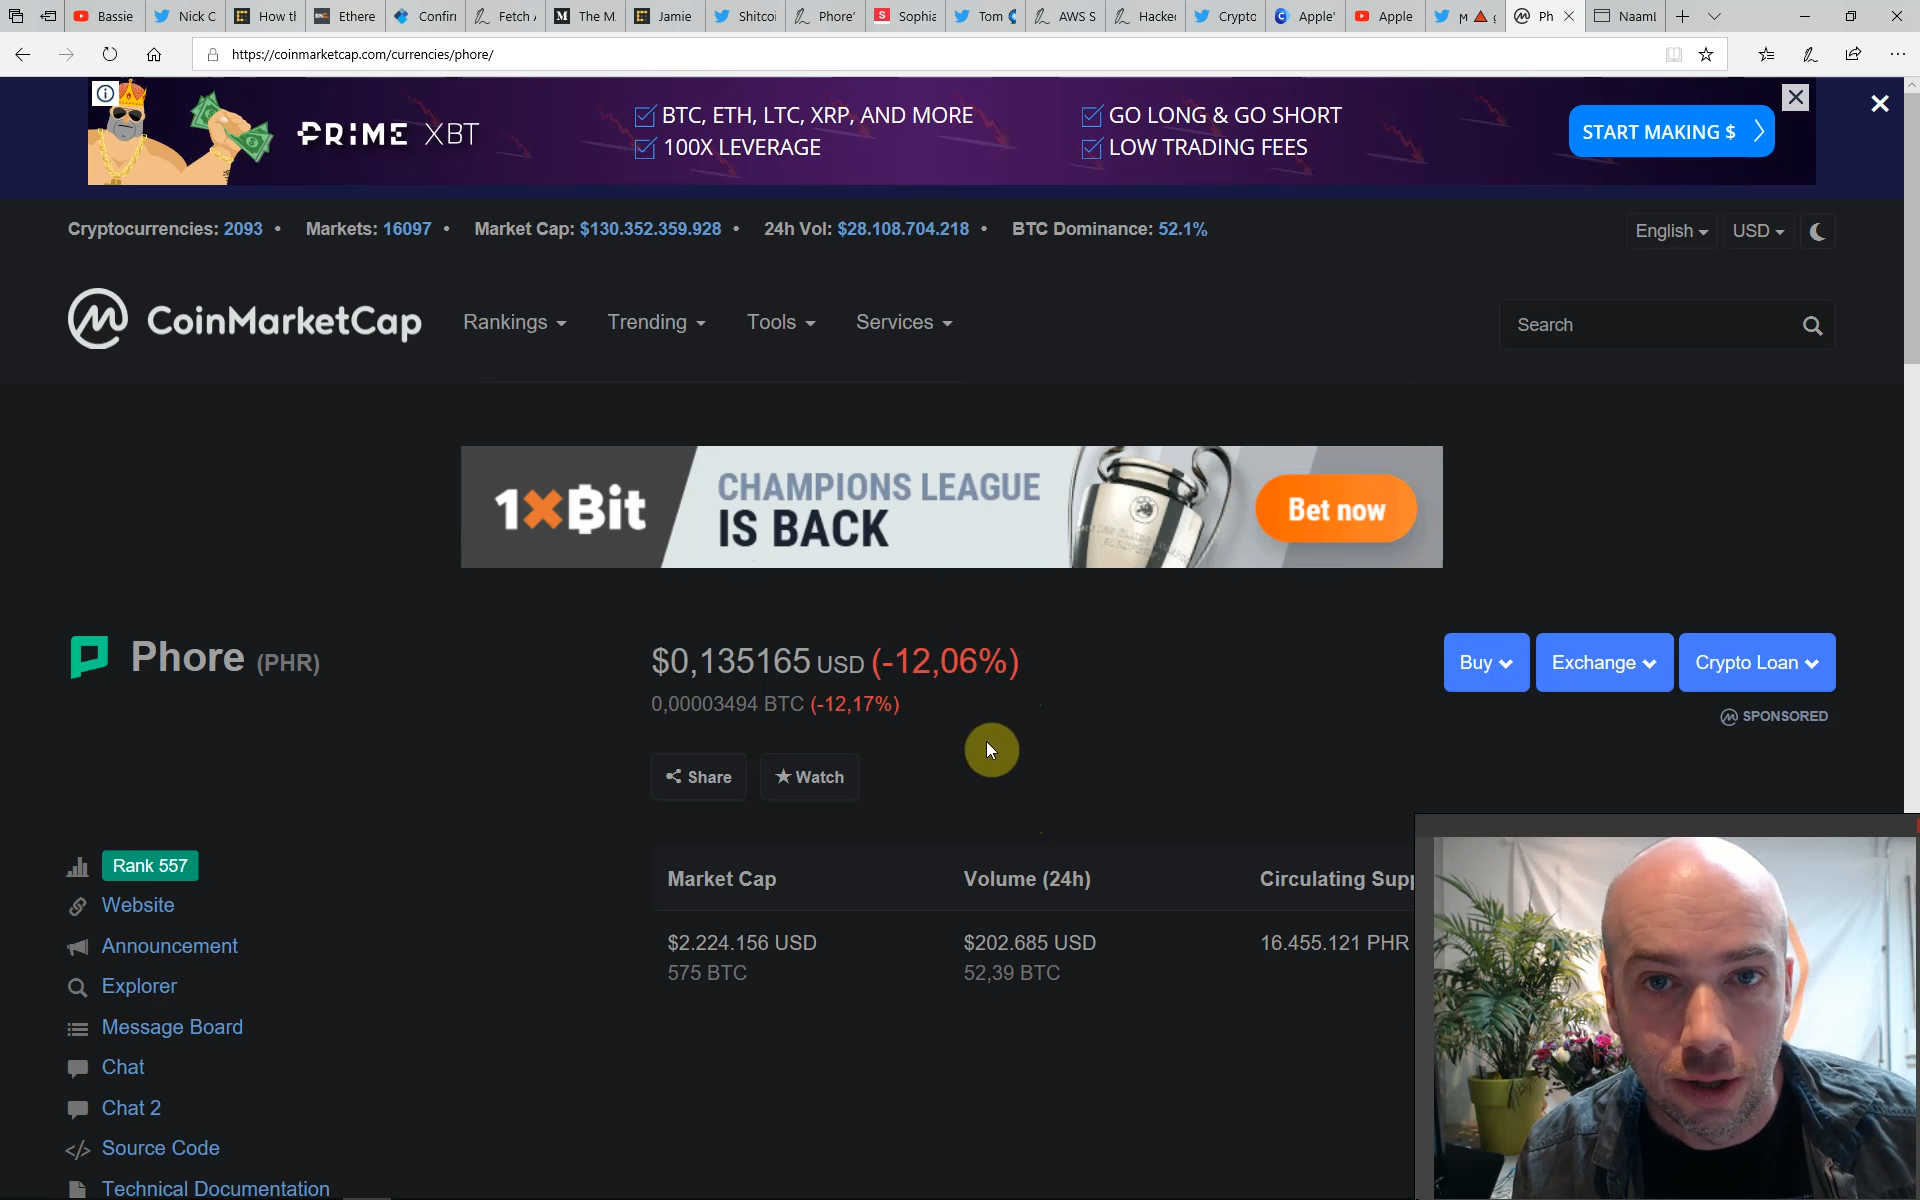 Bassie
Nick C
How tl
Ethere
Confirı
Fetch A
The M.
Jamie
Shitcoi
Phore'
Sophia
Tom
AWS S
Hacke
Crypto
Apple'
Apple
Ph
Naaml
https://coinmarketcap.com/currencies/phore/
PRIME XBT
BTC, ETH, LTC, XRP, AND MORE
100X LEVERAGE
GO LONG & GO SHORT
LOW TRADING FEES
START MAKING $
Cryptocurrencies: 2093 • Markets: 16097 • Market Cap: $130.352.359.928 • 24h Vol: $28.108.704.218 • BTC Dominance: 52.1%
English
USD
CoinMarketCap
Rankings
Trending
Tools
Services
Search
1xBit
CHAMPIONS LEAGUE
IS BACK
Bet now
Phore (PHR)
$0,135165 USD (-12,06%)
0,00003494 BTC (-12,17%)
Buy
Exchange
Crypto Loan
SPONSORED
Share
Watch
Rank 557
Website
Announcement
Explorer
Message Board
Chat
Chat 2
Source Code
Technical Documentation
Market Cap
Volume (24h)
Circulating Supp
$2.224.156 USD
$202.685 USD
16.455.121 PHR
575 BTC
52,39 BTC